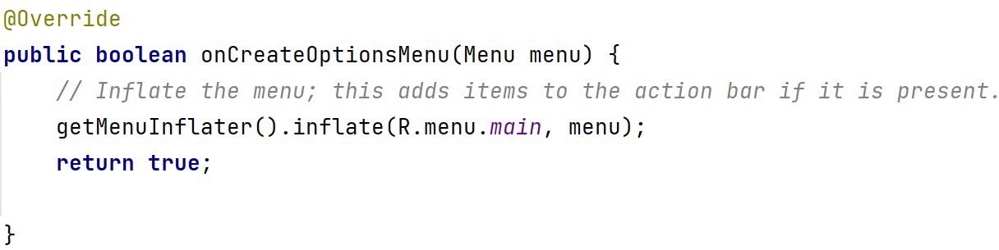 @Override
public boolean onCreateOptionsMenu(Menu menu) {
    // Inflate the menu; this adds items to the action bar if it is present.
    getMenuInflater().inflate(R.menu.main, menu);
    return true;

}